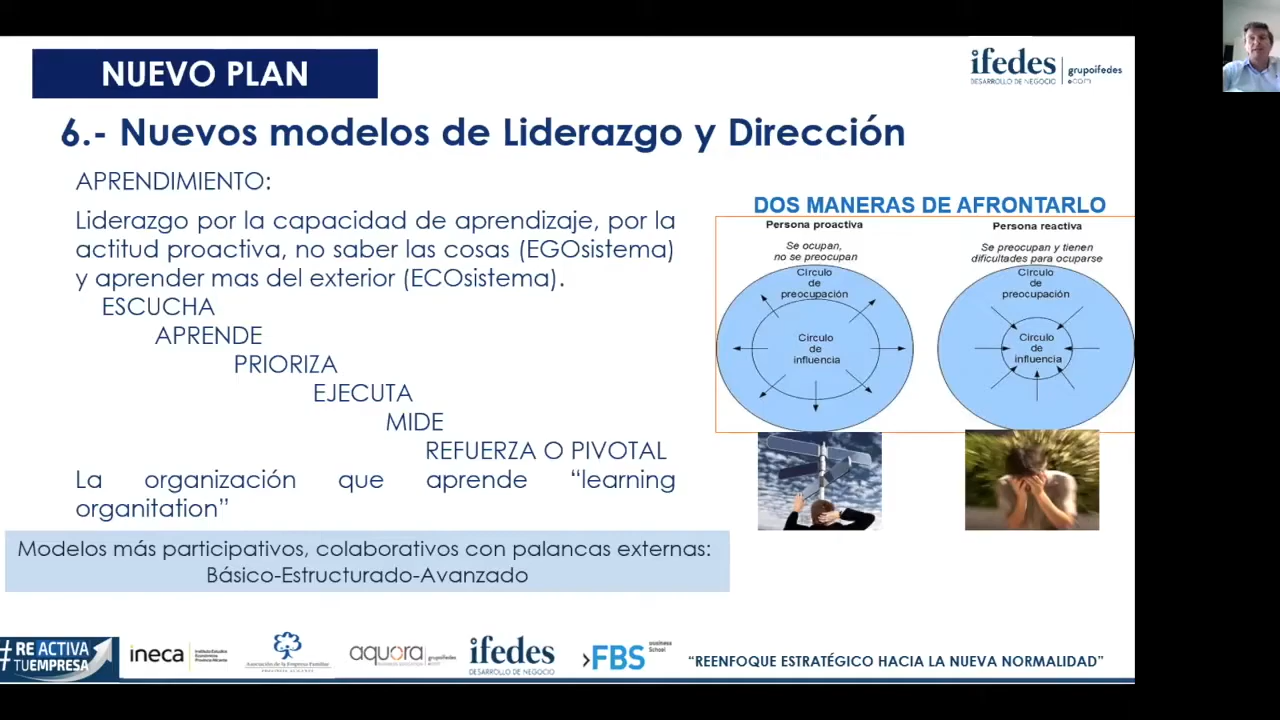 NUEVO PLAN
ifedes
DESARROLLO DE NEGOCIO
grupoifedes
.com
6.- Nuevos modelos de Liderazgo y Dirección
APRENDIMIENTO:
Liderazgo por la capacidad de aprendizaje, por la
actitud proactiva, no saber las cosas (EGOsistema)
y aprender mas del exterior (ECOsistema).
ESCUCHA
APRENDE
PRIORIZA
EJECUTA
MIDE
REFUERZA O PIVOTAL
La organización que aprende “learning
organitation”
Modelos más participativos, colaborativos con palancas externas:
Básico-Estructurado-Avanzado
DOS MANERAS DE AFRONTARLO
Persona proactiva
Se ocupan,
no se preocupan
Círculo
de
preocupación
Círculo
de
influencia
Persona reactiva
Se preocupan y tienen
dificultades para ocuparse
Círculo
de
preocupación
Círculo
de
influencia
#REACTIVA
TUEMPRESA
ineca
Instituto Estudios
Económicos
Provincia Alicante
Asociación de la Empresa Familiar
aquora
grupoifedes
.com
ifedes
DESARROLLO DE NEGOCIO
FBS
Business
School
“REENFOQUE ESTRATÉGICO HACIA LA NUEVA NORMALIDAD”